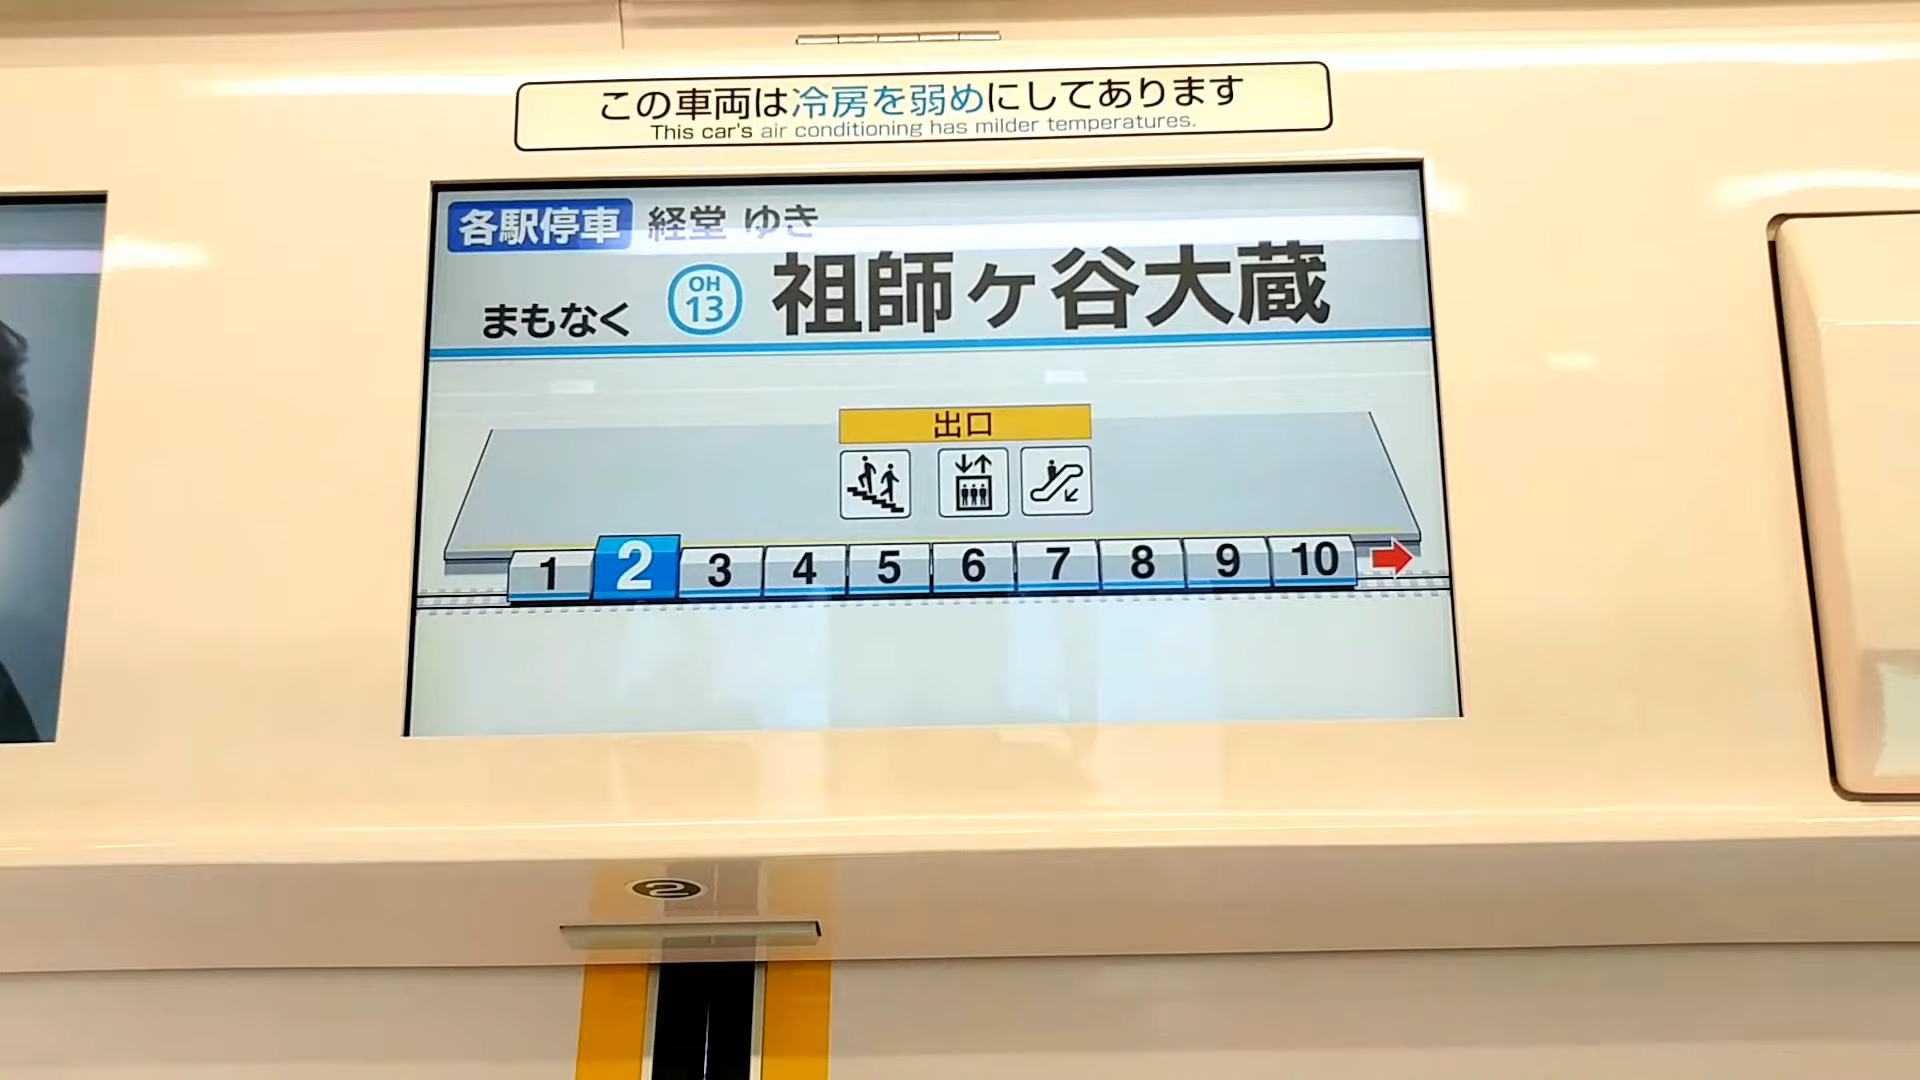 この車両は冷房を弱めにしてあります
This car's air conditioning has milder temperatures.
各駅停車 経堂 ゆき
まもなく OH 13 祖師ヶ谷大蔵
出口
1 2 3 4 5 6 7 8 9 10
2